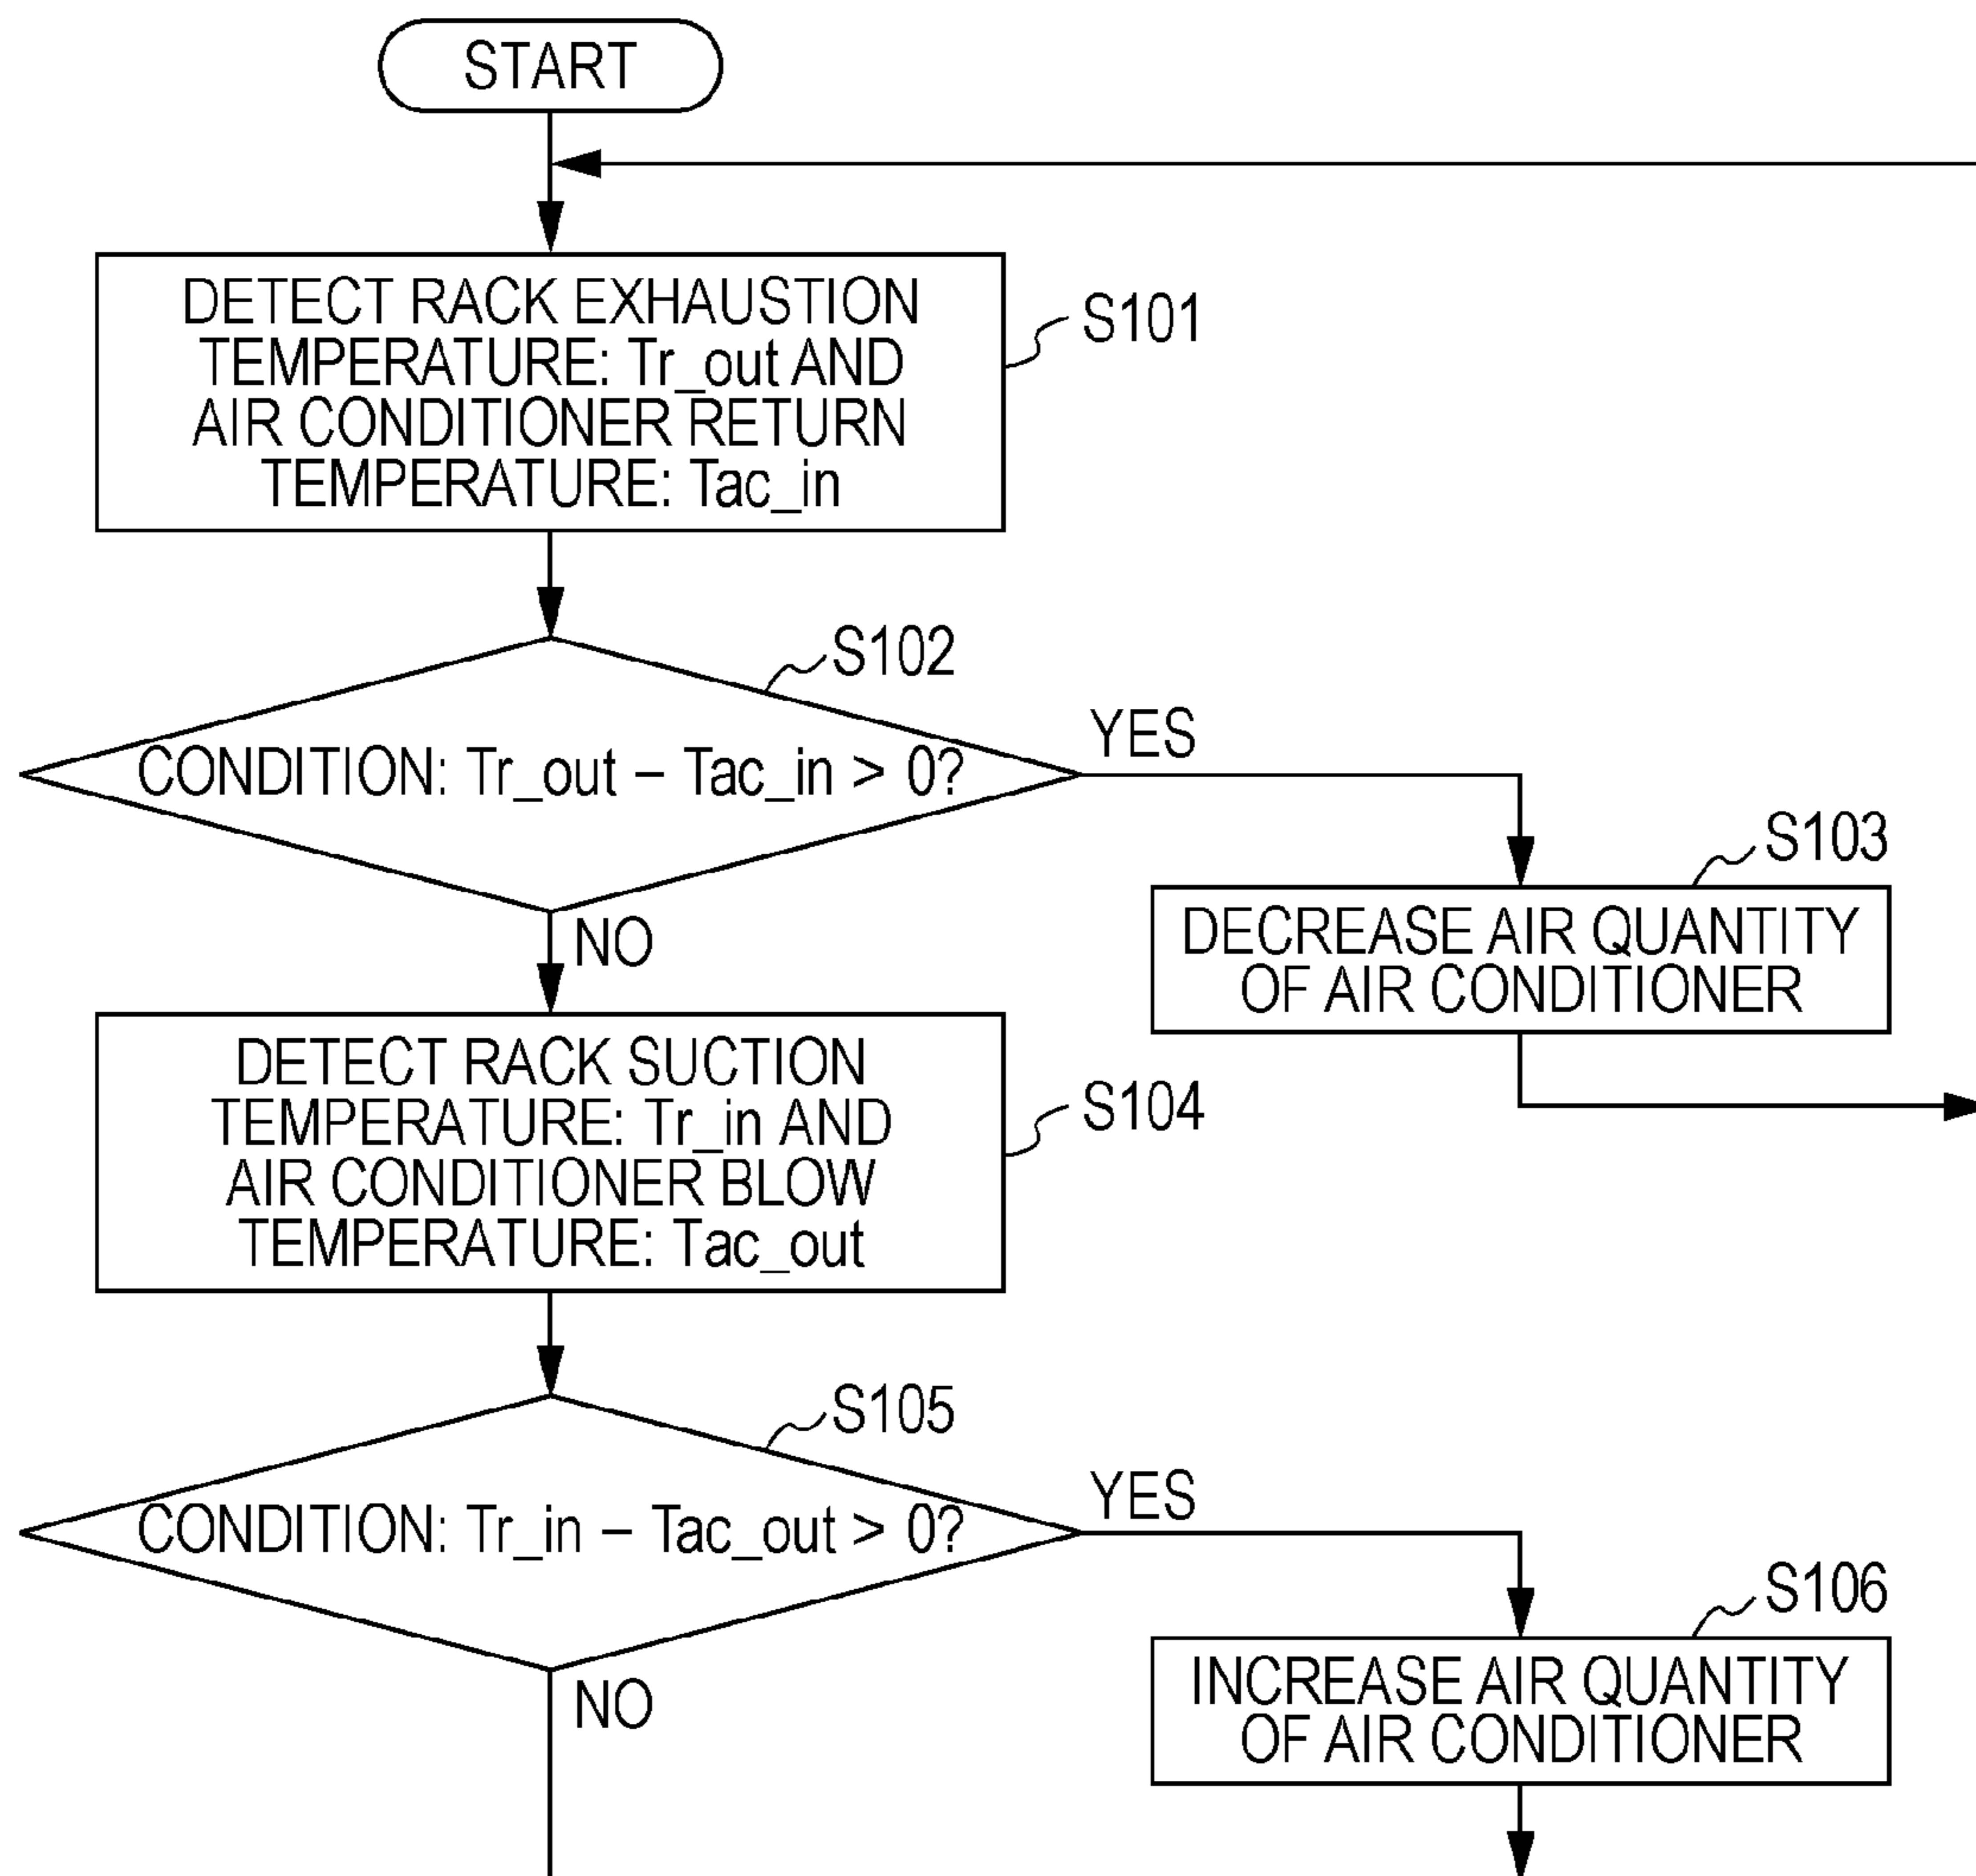 START
DETECT RACK EXHAUSTION
TEMPERATURE: Tr_out AND
AIR CONDITIONER RETURN
TEMPERATURE: Tac_in
S101
S102
CONDITION: Tr_out – Tac_in > 0?
YES
NO
S103
DECREASE AIR QUANTITY
OF AIR CONDITIONER
DETECT RACK SUCTION
TEMPERATURE: Tr_in AND
AIR CONDITIONER BLOW
TEMPERATURE: Tac_out
S104
S105
CONDITION: Tr_in – Tac_out > 0?
YES
NO
S106
INCREASE AIR QUANTITY
OF AIR CONDITIONER